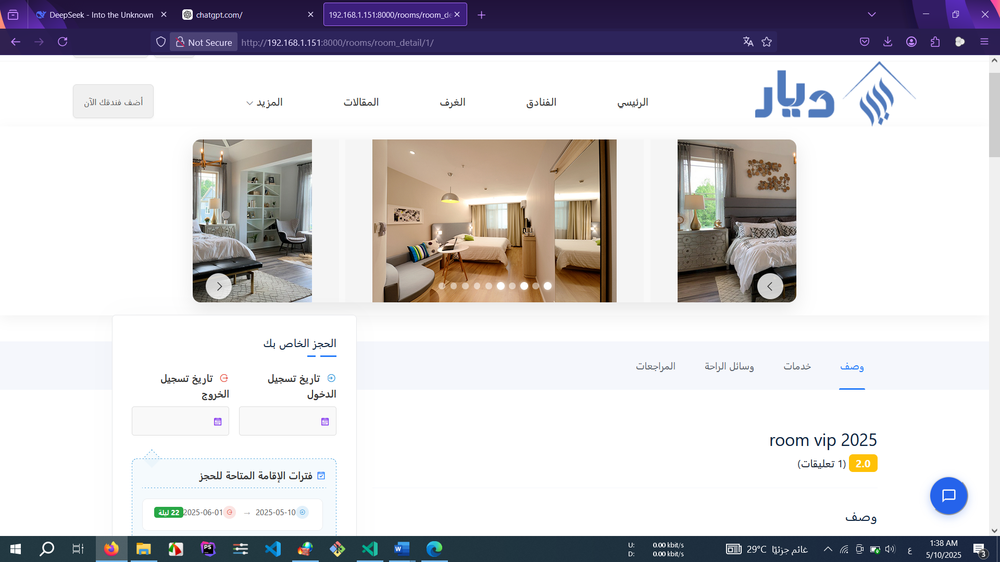 DeepSeek - Into the Unknown
chatgpt.com/
192.168.1.151:8000/rooms/room_de
Not Secure
http://192.168.1.151:8000/rooms/room_detail/1/
ديار
الرئيسي
الفنادق
الغرف
المقالات
المزيد
أضف فندقك الآن
وصف
خدمات
وسائل الراحة
المراجعات
room vip 2025
2.0 (1 تعليقات)
وصف
الحجز الخاص بك
تاريخ تسجيل الدخول
تاريخ تسجيل الخروج
فترات الإقامة المتاحة للحجز
2025-05-10 → 2025-06-01 22 ليلة
PS
W
U: 0.00 kbit/s
D: 0.00 kbit/s
29°C غائم جزئيًا
ع
1:38 AM
5/10/2025
3